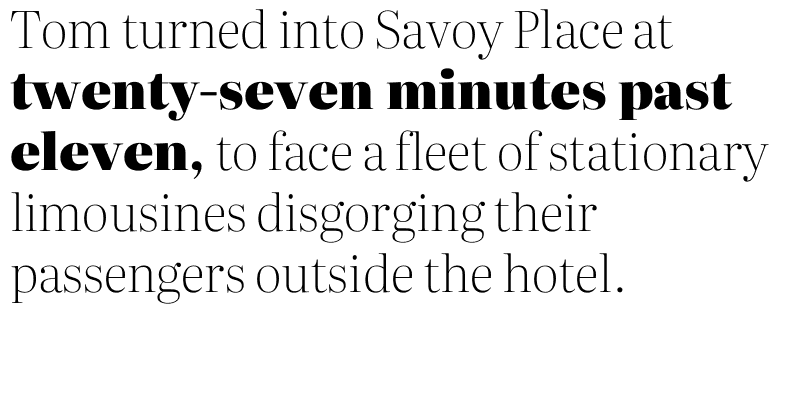 Tom turned into Savoy Place at
twenty-seven minutes past
eleven, to face a fleet of stationary
limousines disgorging their
passengers outside the hotel.